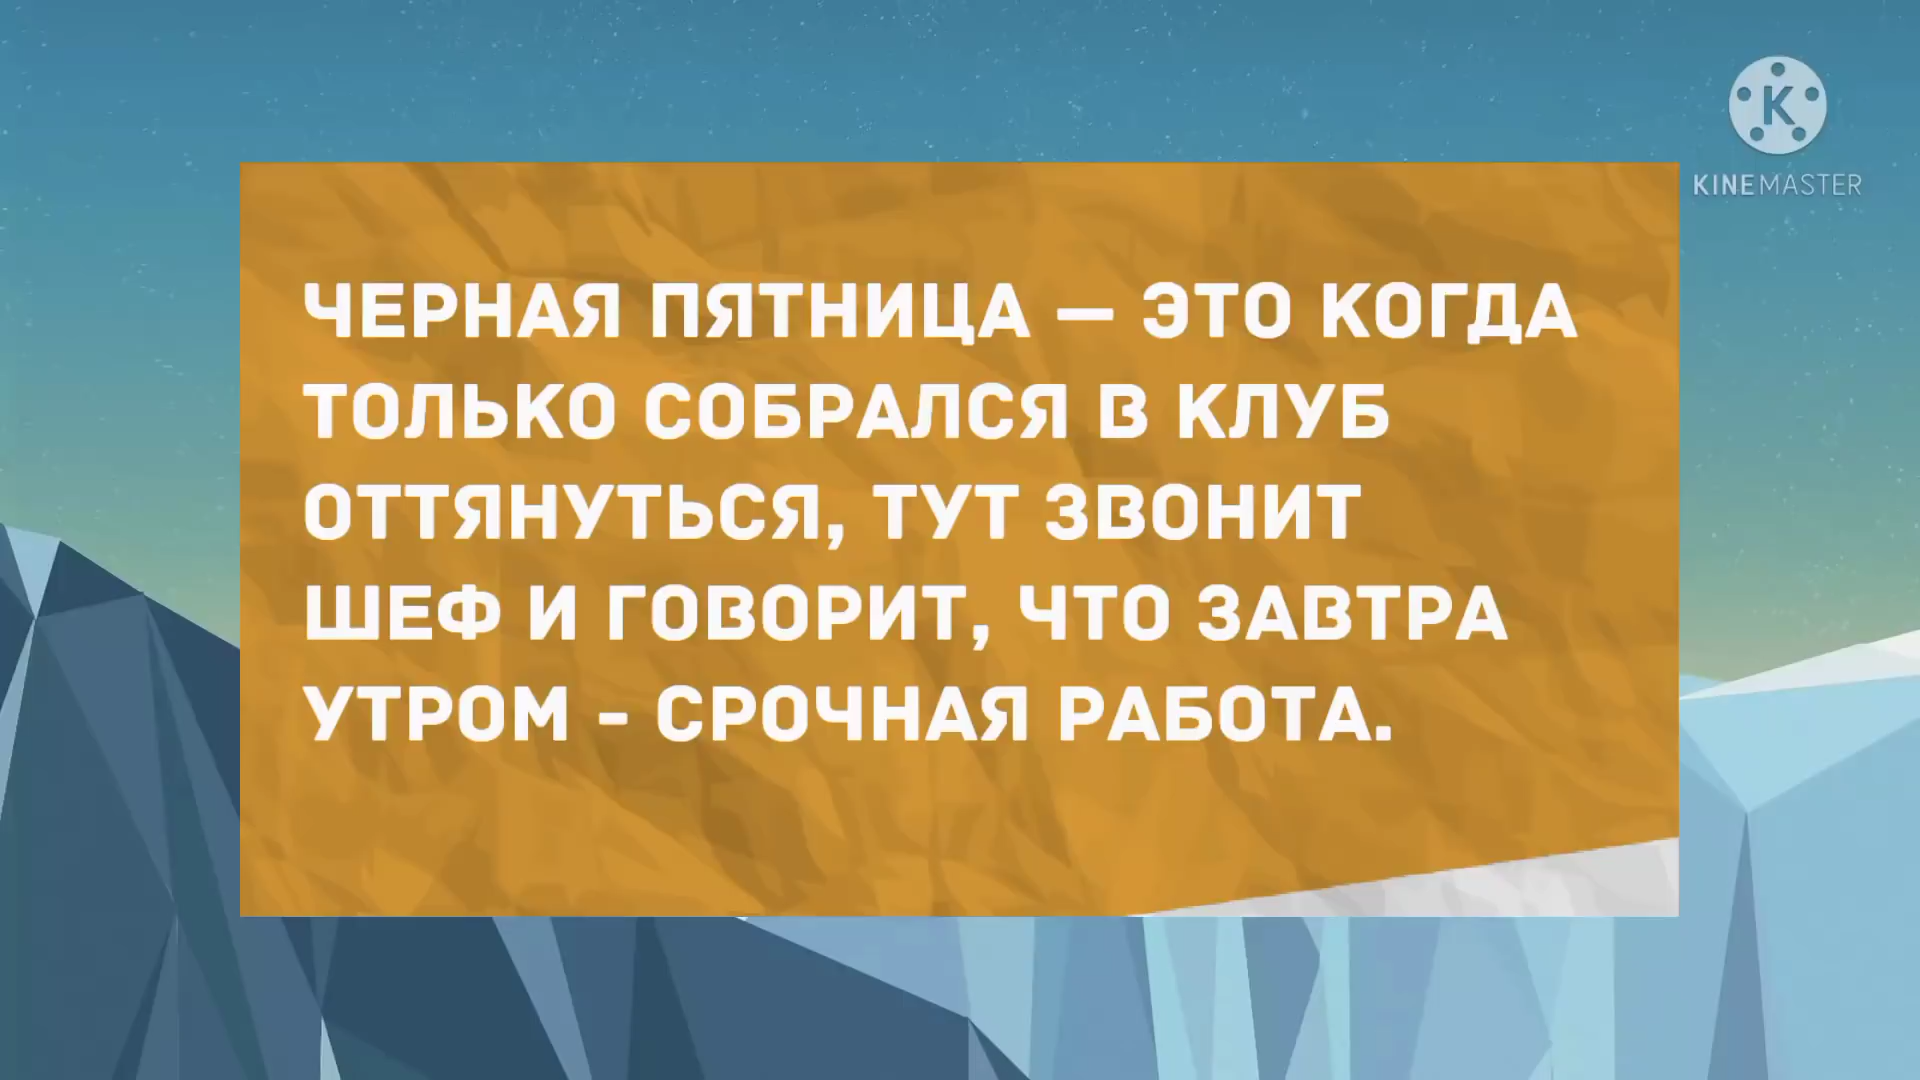 K
KINEMASTER
ЧЕРНАЯ ПЯТНИЦА — ЭТО КОГДА
ТОЛЬКО СОБРАЛСЯ В КЛУБ
ОТТЯНУТЬСЯ, ТУТ ЗВОНИТ
ШЕФ И ГОВОРИТ, ЧТО ЗАВТРА
УТРОМ - СРОЧНАЯ РАБОТА.